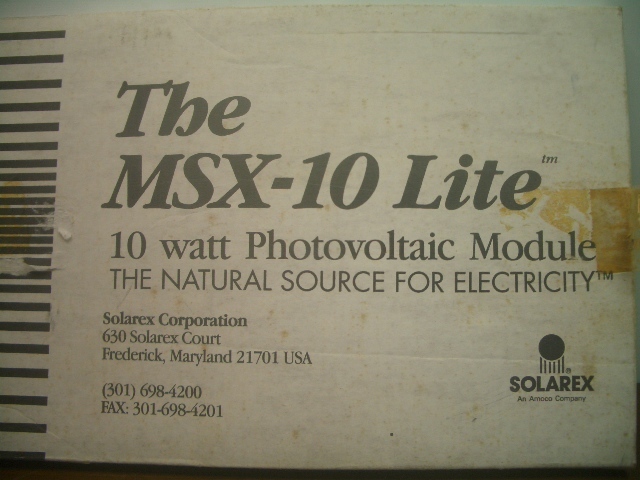 The
MSX-10 Lite™
10 watt Photovoltaic Module
THE NATURAL SOURCE FOR ELECTRICITY™
Solarex Corporation
630 Solarex Court
Frederick, Maryland 21701 USA
(301) 698-4200
FAX: 301-698-4201
®
SOLAREX
An Amoco Company